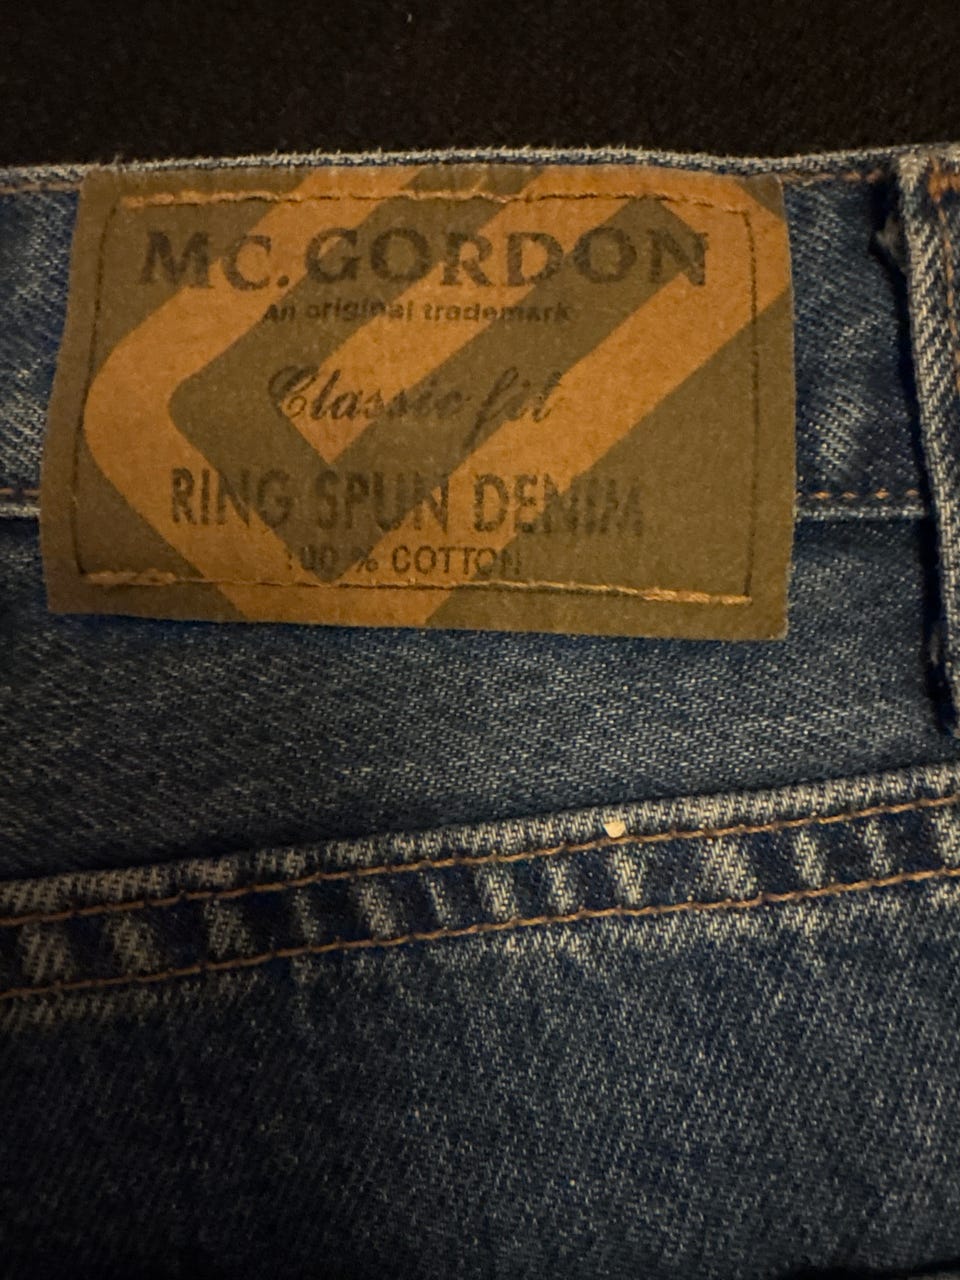 MC.GORDON
An original trademark
Classic fit
RING SPUN DENIM
100 % COTTON